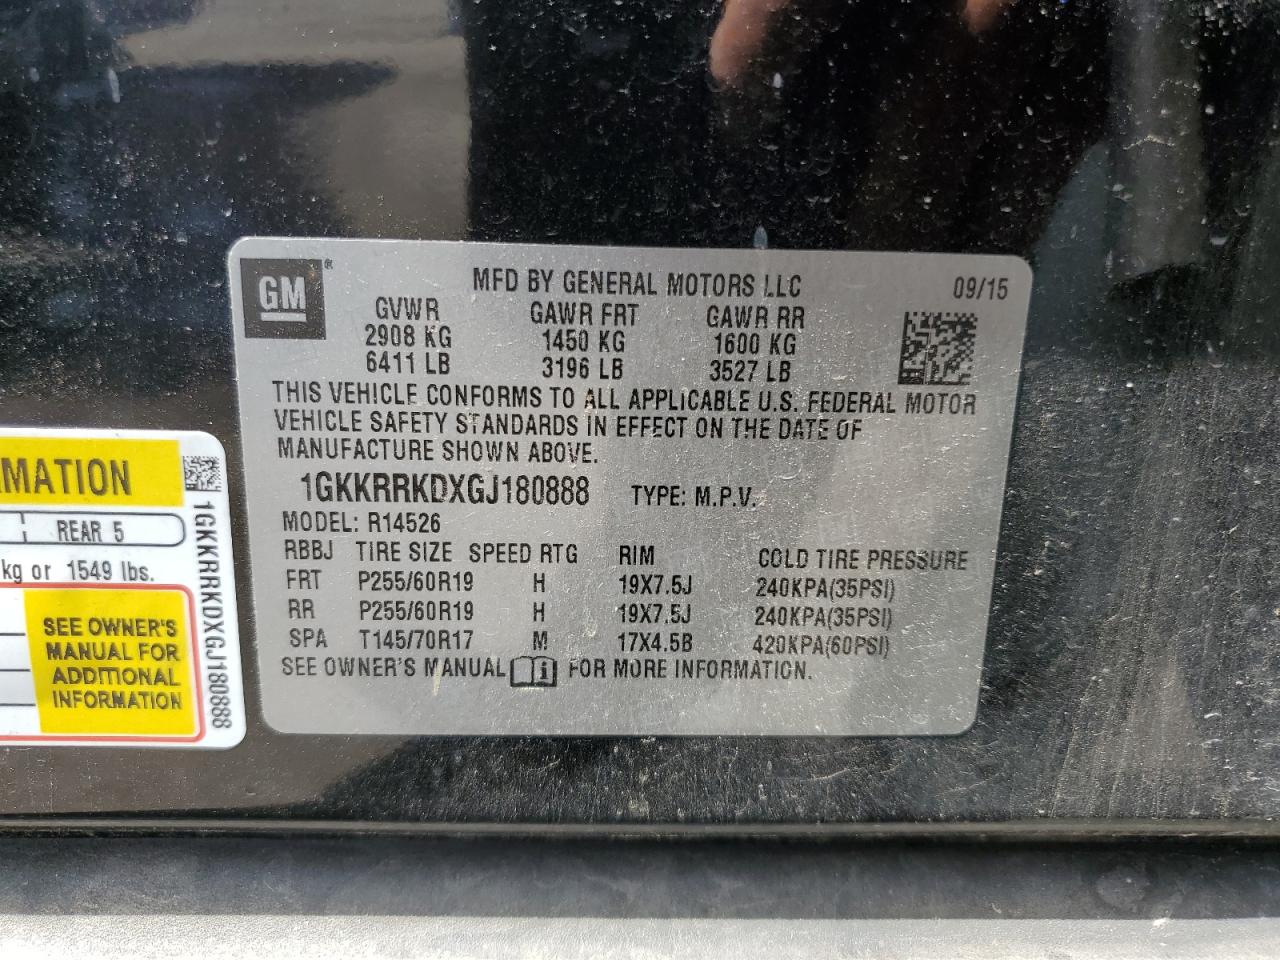 GM ®
MFD BY GENERAL MOTORS LLC 09/15
GVWR GAWR FRT GAWR RR
2908 KG 1450 KG 1600 KG
6411 LB 3196 LB 3527 LB
THIS VEHICLE CONFORMS TO ALL APPLICABLE U.S. FEDERAL MOTOR
VEHICLE SAFETY STANDARDS IN EFFECT ON THE DATE OF
MANUFACTURE SHOWN ABOVE.
1GKKRRKDXGJ180888 TYPE: M.P.V.
MODEL: R14526
RBBJ TIRE SIZE SPEED RTG RIM COLD TIRE PRESSURE
FRT P255/60R19 H 19X7.5J 240KPA(35PSI)
RR P255/60R19 H 19X7.5J 240KPA(35PSI)
SPA T145/70R17 M 17X4.5B 420KPA(60PSI)
SEE OWNER'S MANUAL FOR MORE INFORMATION.
MATION
REAR 5
kg or 1549 lbs.
SEE OWNER'S
MANUAL FOR
ADDITIONAL
INFORMATION
1GKKRRKDXGJ180888